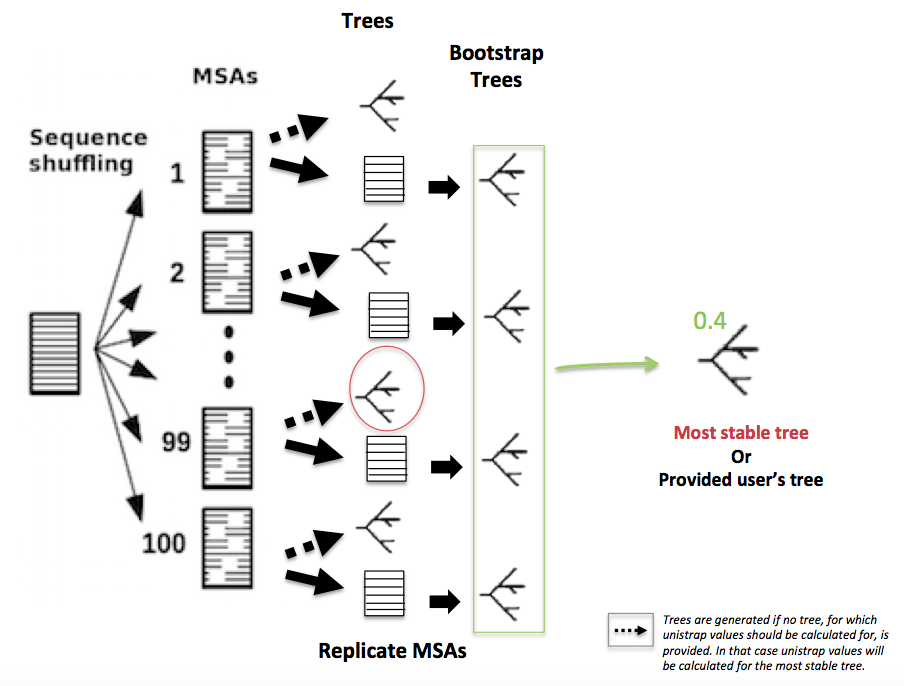 Trees
Bootstrap
Trees
MSAs
Sequence
shuffling
1
2
99
100
0.4
Most stable tree
Or
Provided user's tree
Replicate MSAs
Trees are generated if no tree, for which
unistrap values should be calculated for, is
provided. In that case unistrap values will
be calculated for the most stable tree.